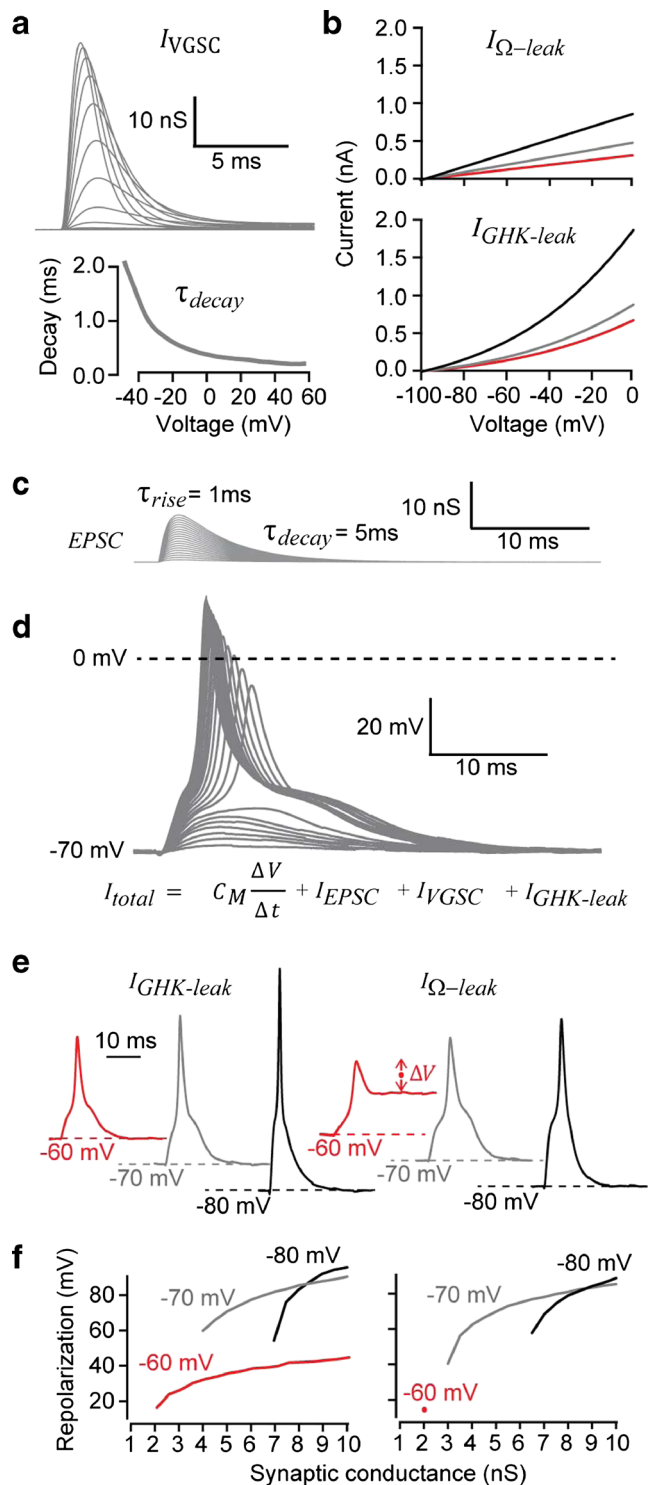 a
I_VGSC
10 nS
5 ms
Decay (ms)
2.0
1.0
0.0
τ_decay
-40 -20 0 20 40 60
Voltage (mV)
b
I_Ω–leak
2.0
1.5
1.0
0.5
0.0
Current (nA)
I_GHK-leak
2.0
1.5
1.0
0.5
0.0
-100 -80 -60 -40 -20 0
Voltage (mV)
c
τ_rise = 1ms
EPSC
τ_decay = 5ms
10 nS
10 ms
d
0 mV
20 mV
10 ms
-70 mV
I_total = C_M ΔV/Δt + I_EPSC + I_VGSC + I_GHK-leak
e
I_GHK-leak
I_Ω–leak
10 ms
ΔV
-60 mV
-70 mV
-80 mV
-60 mV
-70 mV
-80 mV
f
Repolarization (mV)
80
60
40
20
-80 mV
-70 mV
-60 mV
1 2 3 4 5 6 7 8 9 10
-80 mV
-70 mV
-60 mV
1 2 3 4 5 6 7 8 9 10
Synaptic conductance (nS)